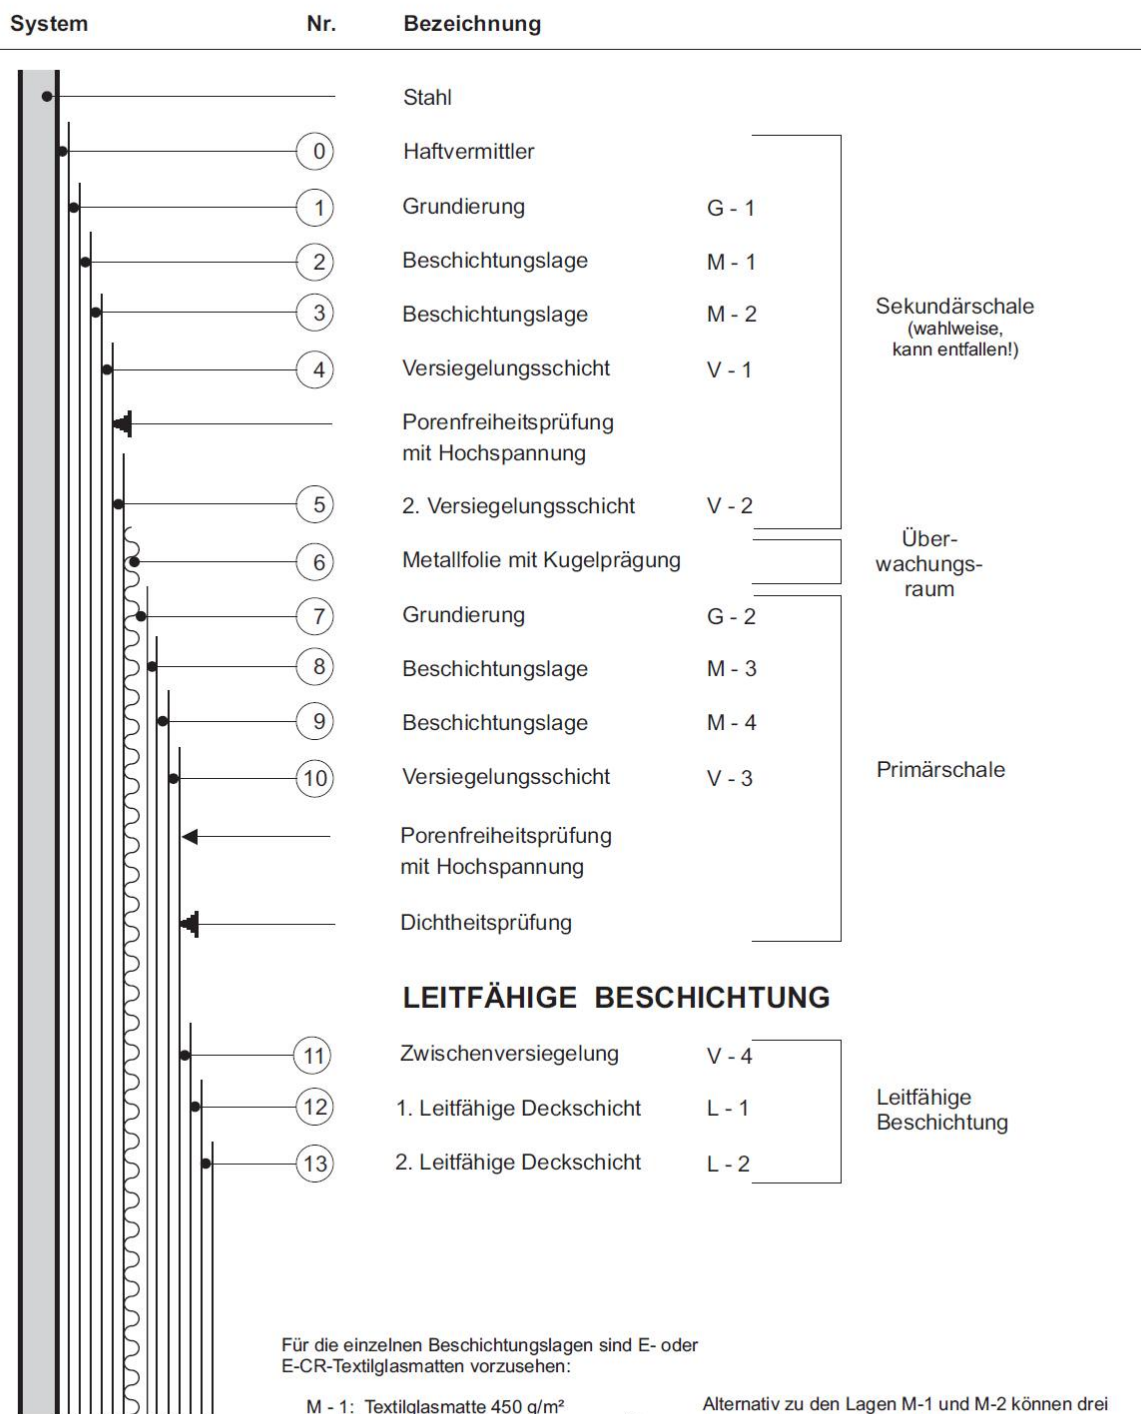 System Nr. Bezeichnung
Stahl
0 Haftvermittler
1 Grundierung G - 1
2 Beschichtungslage M - 1
3 Beschichtungslage M - 2
Sekundärschale
(wahlweise,
kann entfallen!)
4 Versiegelungsschicht V - 1
Porenfreiheitsprüfung
mit Hochspannung
5 2. Versiegelungsschicht V - 2
Über-
wachungs-
raum
6 Metallfolie mit Kugelprägung
7 Grundierung G - 2
8 Beschichtungslage M - 3
9 Beschichtungslage M - 4
Primärschale
10 Versiegelungsschicht V - 3
Porenfreiheitsprüfung
mit Hochspannung
Dichtheitsprüfung
LEITFÄHIGE BESCHICHTUNG
11 Zwischenversiegelung V - 4
Leitfähige
Beschichtung
12 1. Leitfähige Deckschicht L - 1
13 2. Leitfähige Deckschicht L - 2
Für die einzelnen Beschichtungslagen sind E- oder
E-CR-Textilglasmatten vorzusehen:
M - 1: Textilglasmatte 450 g/m²
Alternativ zu den Lagen M-1 und M-2 können drei